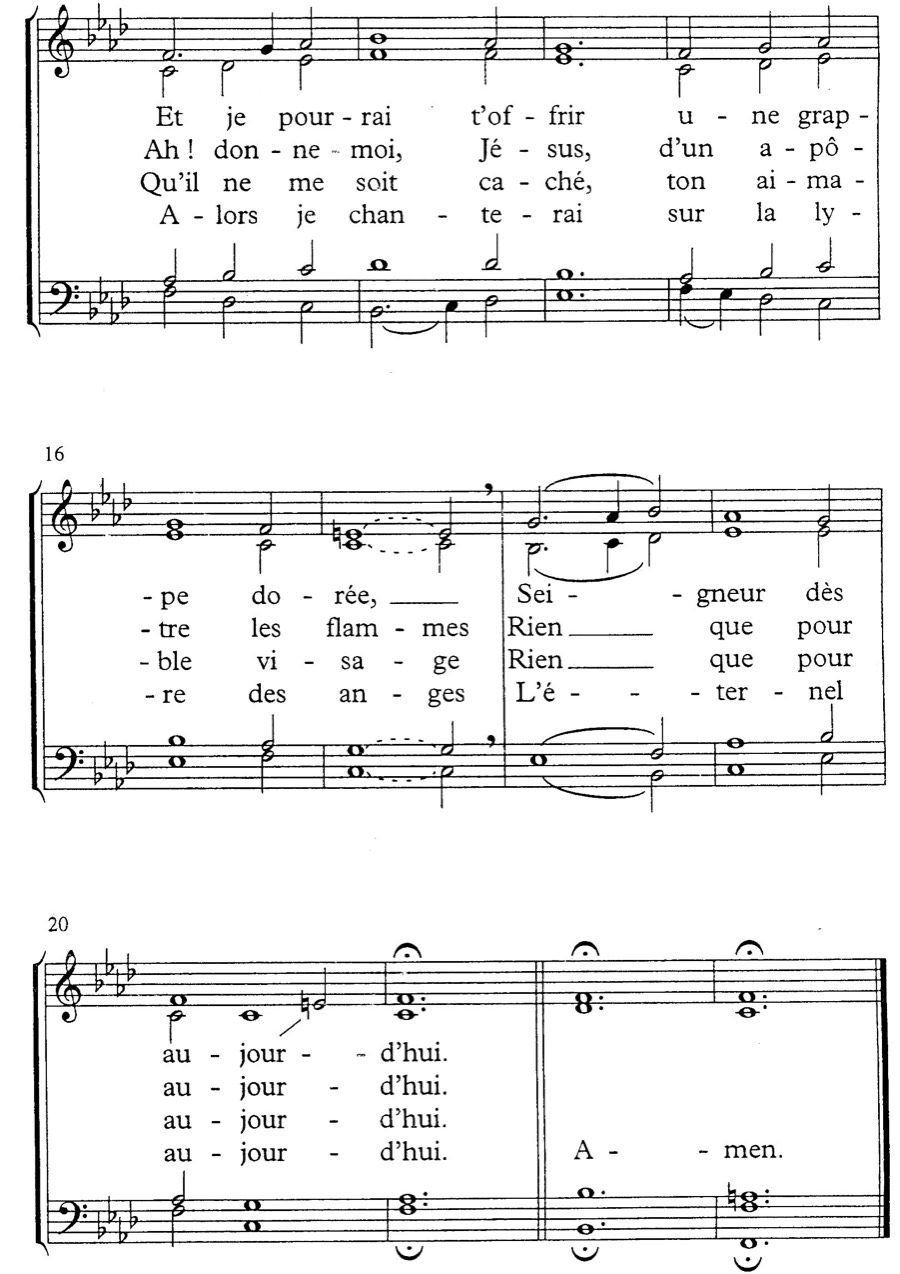 Et je pour - rai t'of - frir u - ne grap -
Ah ! don - ne - moi, Jé - sus, d'un a - pô -
Qu'il ne me soit ca - ché, ton ai - ma -
A - lors je chan - te - rai sur la ly -
16
- pe do - rée, ____ Sei - - gneur dès
- tre les flam - mes Rien ____ que pour
- ble vi - sa - ge Rien ____ que pour
- re des an - ges L'é - - ter - nel
20
au - jour - - d'hui.
au - jour - d'hui.
au - jour - d'hui.
au - jour - d'hui. A - - men.